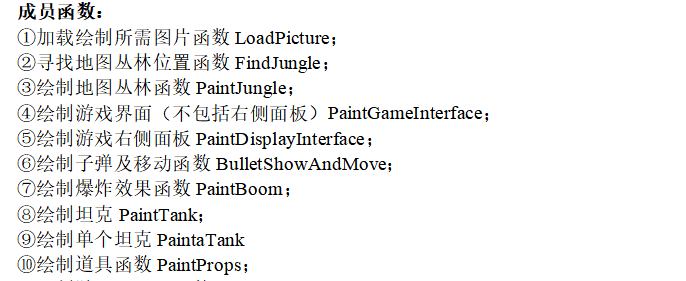 成员函数：
①加载绘制所需图片函数 LoadPicture；
②寻找地图丛林位置函数 FindJungle；
③绘制地图丛林函数 PaintJungle；
④绘制游戏界面（不包括右侧面板）PaintGameInterface；
⑤绘制游戏右侧面板 PaintDisplayInterface；
⑥绘制子弹及移动函数 BulletShowAndMove；
⑦绘制爆炸效果函数 PaintBoom；
⑧绘制坦克 PaintTank；
⑨绘制单个坦克 PaintaTank
⑩绘制道具函数 PaintProps；